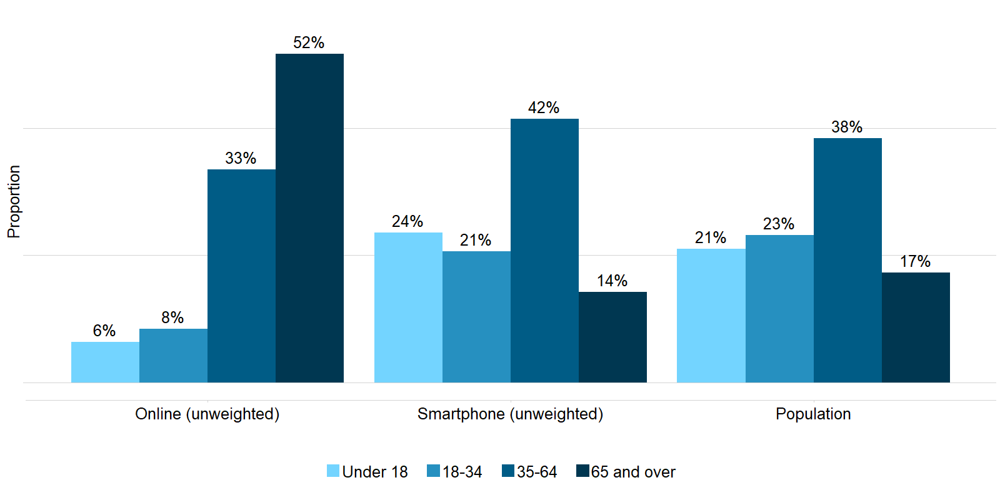 Proportion
52%
33%
8%
6%
42%
24%
21%
14%
38%
23%
21%
17%
Online (unweighted)
Smartphone (unweighted)
Population
Under 18
18-34
35-64
65 and over